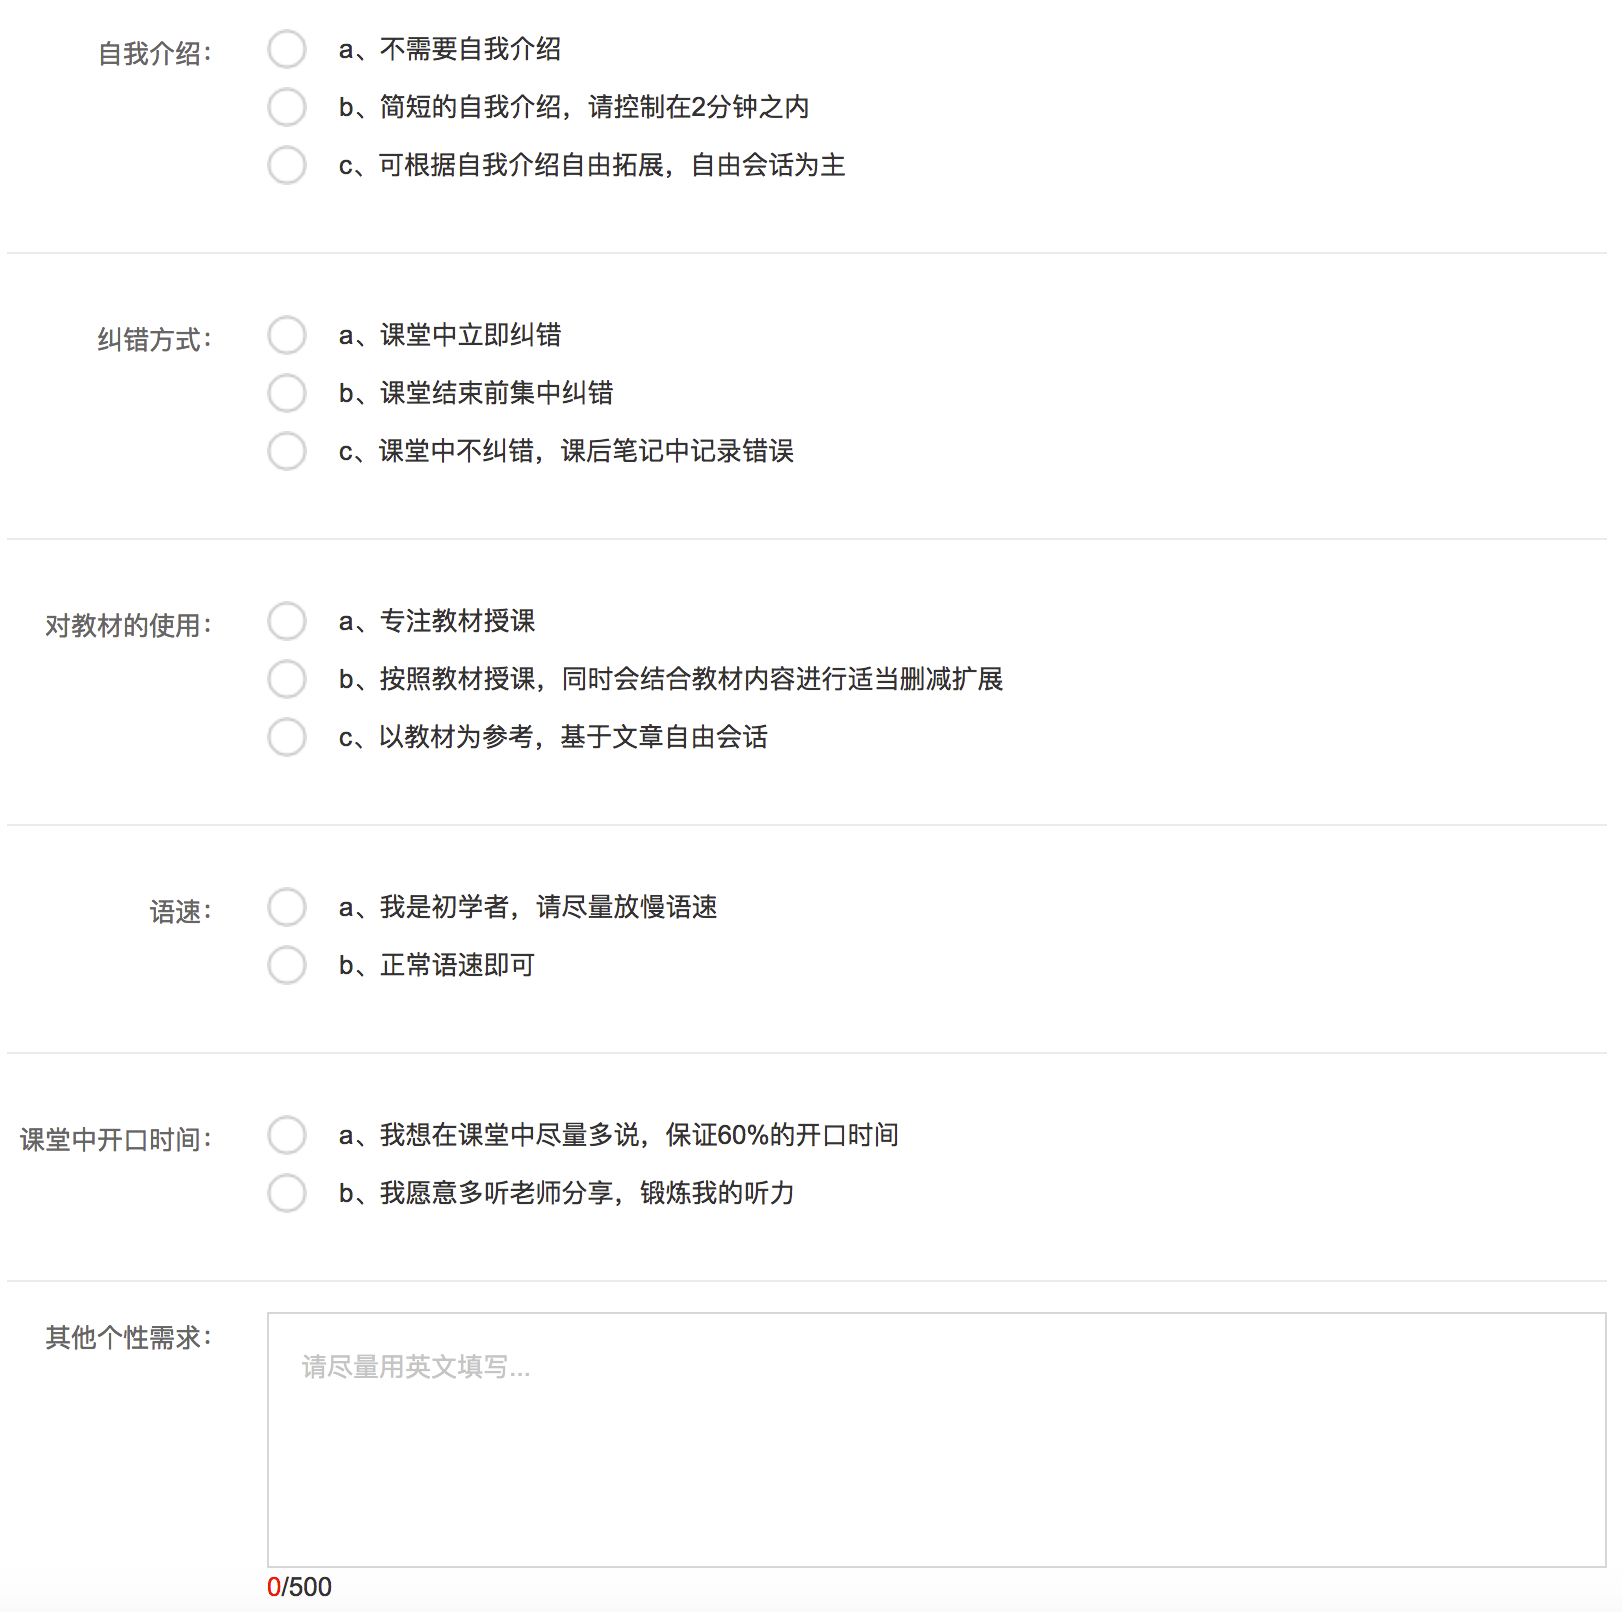 自我介绍：
a、不需要自我介绍
b、简短的自我介绍，请控制在2分钟之内
c、可根据自我介绍自由拓展，自由会话为主
纠错方式：
a、课堂中立即纠错
b、课堂结束前集中纠错
c、课堂中不纠错，课后笔记中记录错误
对教材的使用：
a、专注教材授课
b、按照教材授课，同时会结合教材内容进行适当删减扩展
c、以教材为参考，基于文章自由会话
语速：
a、我是初学者，请尽量放慢语速
b、正常语速即可
课堂中开口时间：
a、我想在课堂中尽量多说，保证60%的开口时间
b、我愿意多听老师分享，锻炼我的听力
其他个性需求：
请尽量用英文填写...
0/500